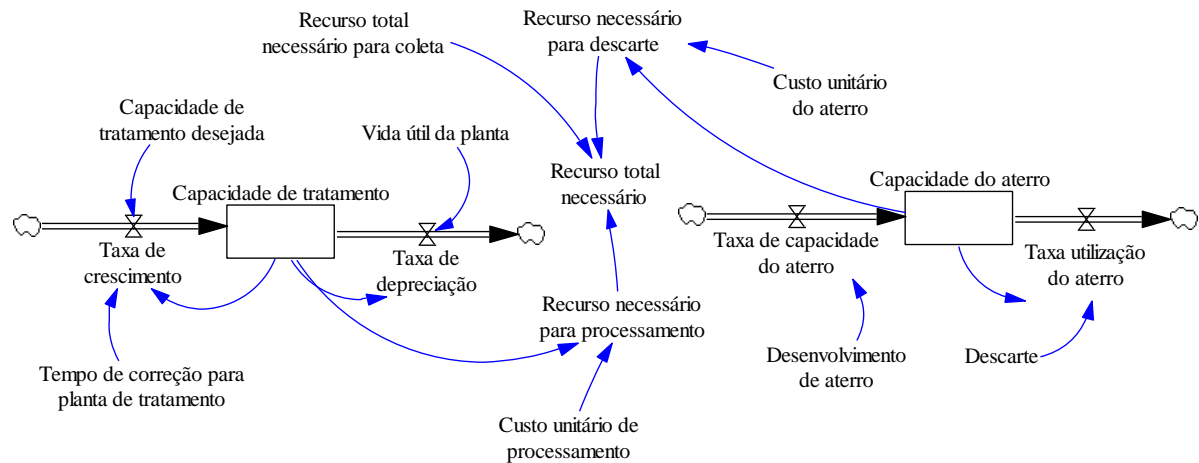 Recurso total
necessário para coleta
Recurso necessário
para descarte
Custo unitário
do aterro
Capacidade de
tratamento desejada
Vida útil da planta
Recurso total
necessário
Capacidade de tratamento
Capacidade do aterro
Taxa de
crescimento
Taxa de
depreciação
Taxa de capacidade
do aterro
Taxa utilização
do aterro
Recurso necessário
para processamento
Tempo de correção para
planta de tratamento
Desenvolvimento
de aterro
Descarte
Custo unitário de
processamento